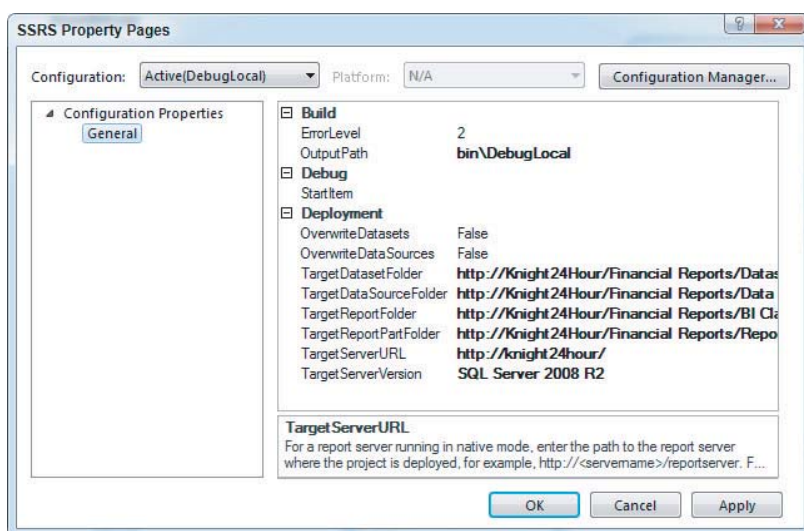 SSRS Property Pages
Configuration: Active(DebugLocal) Platform: N/A Configuration Manager...
Configuration Properties
General
Build
ErrorLevel 2
OutputPath bin\DebugLocal
Debug
StartItem
Deployment
OverwriteDatasets False
OverwriteDataSources False
TargetDatasetFolder http://Knight24Hour/Financial Reports/Datas
TargetDataSourceFolder http://Knight24Hour/Financial Reports/Data
TargetReportFolder http://Knight24Hour/Financial Reports/BI Cla
TargetReportPartFolder http://Knight24Hour/Financial Reports/Repo
TargetServerURL http://knight24hour/
TargetServerVersion SQL Server 2008 R2
TargetServerURL
For a report server running in native mode, enter the path to the report server
where the project is deployed, for example, http://<servername>/reportserver. F...
OK Cancel Apply